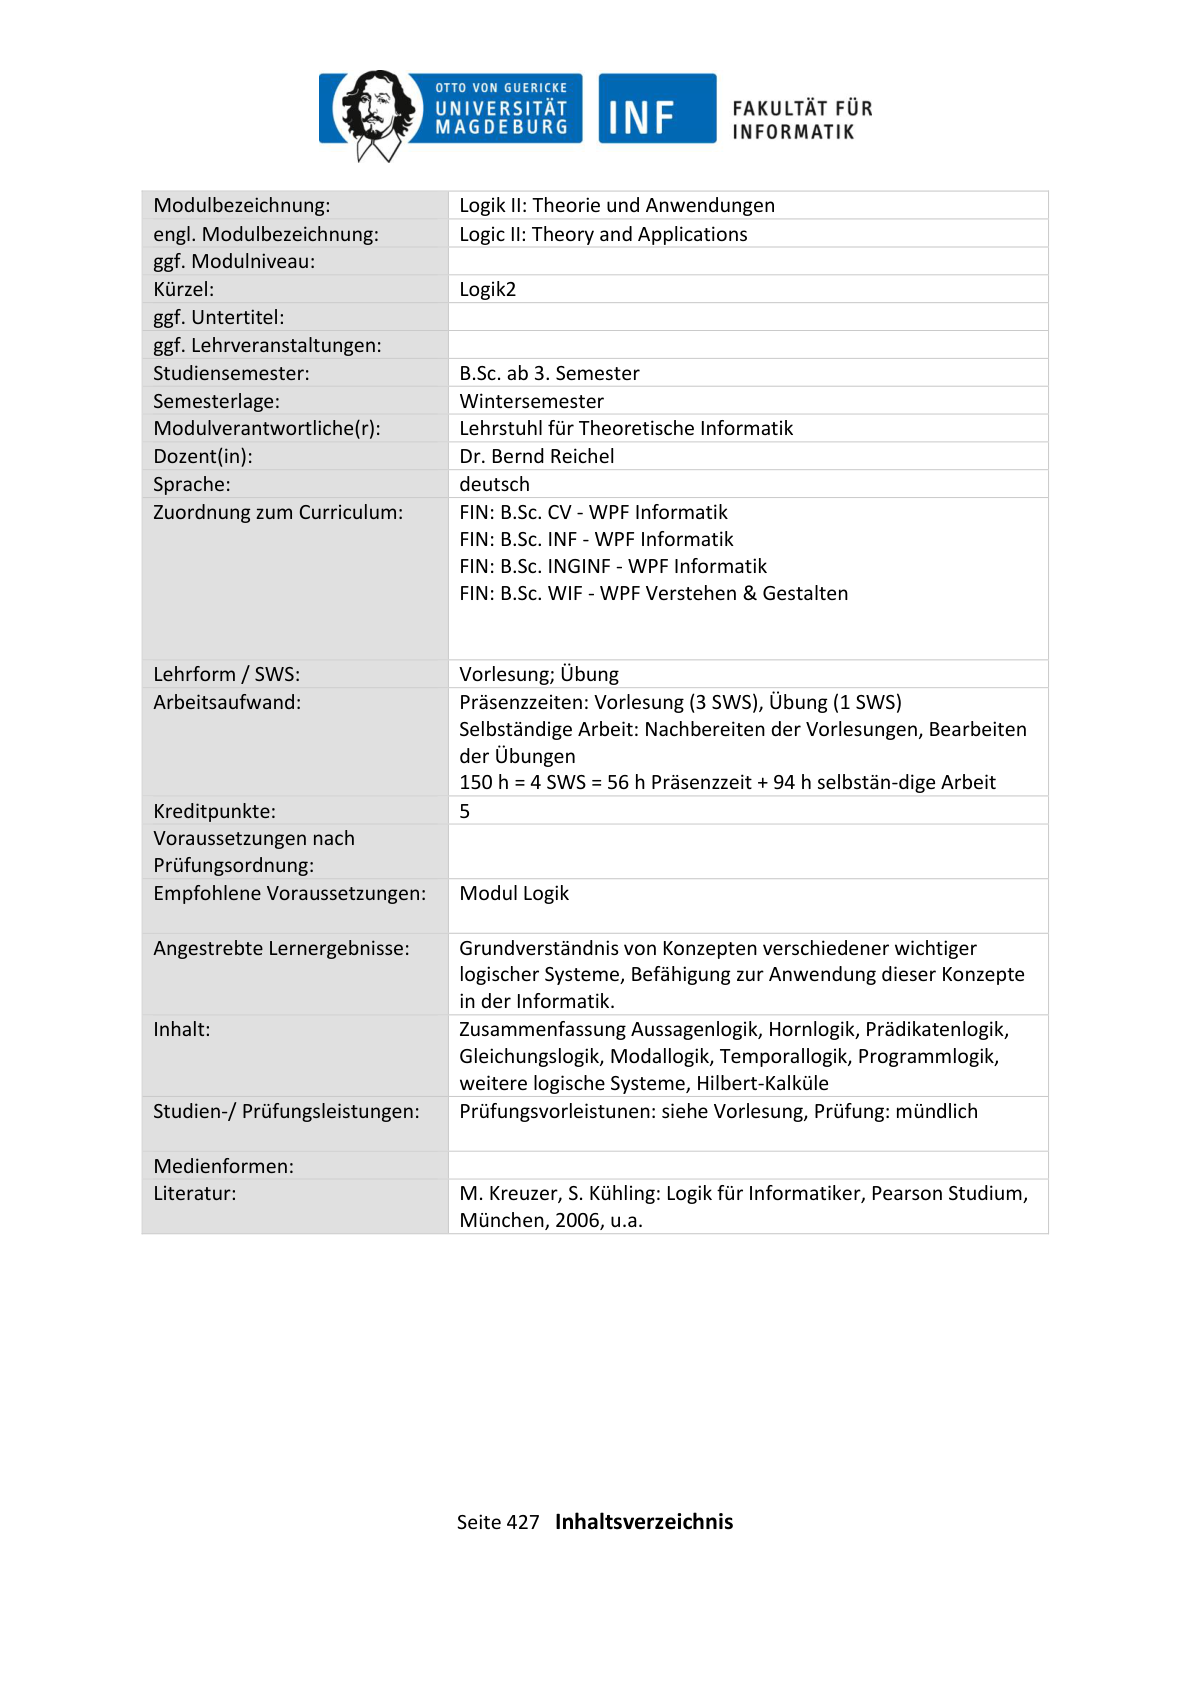 OTTO VON GUERICKE
UNIVERSITÄT
MAGDEBURG
INF
FAKULTÄT FÜR
INFORMATIK
Modulbezeichnung: Logik II: Theorie und Anwendungen
engl. Modulbezeichnung: Logic II: Theory and Applications
ggf. Modulniveau:
Kürzel: Logik2
ggf. Untertitel:
ggf. Lehrveranstaltungen:
Studiensemester: B.Sc. ab 3. Semester
Semesterlage: Wintersemester
Modulverantwortliche(r): Lehrstuhl für Theoretische Informatik
Dozent(in): Dr. Bernd Reichel
Sprache: deutsch
Zuordnung zum Curriculum: FIN: B.Sc. CV - WPF Informatik
FIN: B.Sc. INF - WPF Informatik
FIN: B.Sc. INGINF - WPF Informatik
FIN: B.Sc. WIF - WPF Verstehen & Gestalten
Lehrform / SWS: Vorlesung; Übung
Arbeitsaufwand: Präsenzzeiten: Vorlesung (3 SWS), Übung (1 SWS)
Selbständige Arbeit: Nachbereiten der Vorlesungen, Bearbeiten
der Übungen
150 h = 4 SWS = 56 h Präsenzzeit + 94 h selbstän-dige Arbeit
Kreditpunkte: 5
Voraussetzungen nach
Prüfungsordnung:
Empfohlene Voraussetzungen: Modul Logik
Angestrebte Lernergebnisse: Grundverständnis von Konzepten verschiedener wichtiger
logischer Systeme, Befähigung zur Anwendung dieser Konzepte
in der Informatik.
Inhalt: Zusammenfassung Aussagenlogik, Hornlogik, Prädikatenlogik,
Gleichungslogik, Modallogik, Temporallogik, Programmlogik,
weitere logische Systeme, Hilbert-Kalküle
Studien-/ Prüfungsleistungen: Prüfungsvorleistunen: siehe Vorlesung, Prüfung: mündlich
Medienformen:
Literatur: M. Kreuzer, S. Kühling: Logik für Informatiker, Pearson Studium,
München, 2006, u.a.
Seite 427 Inhaltsverzeichnis